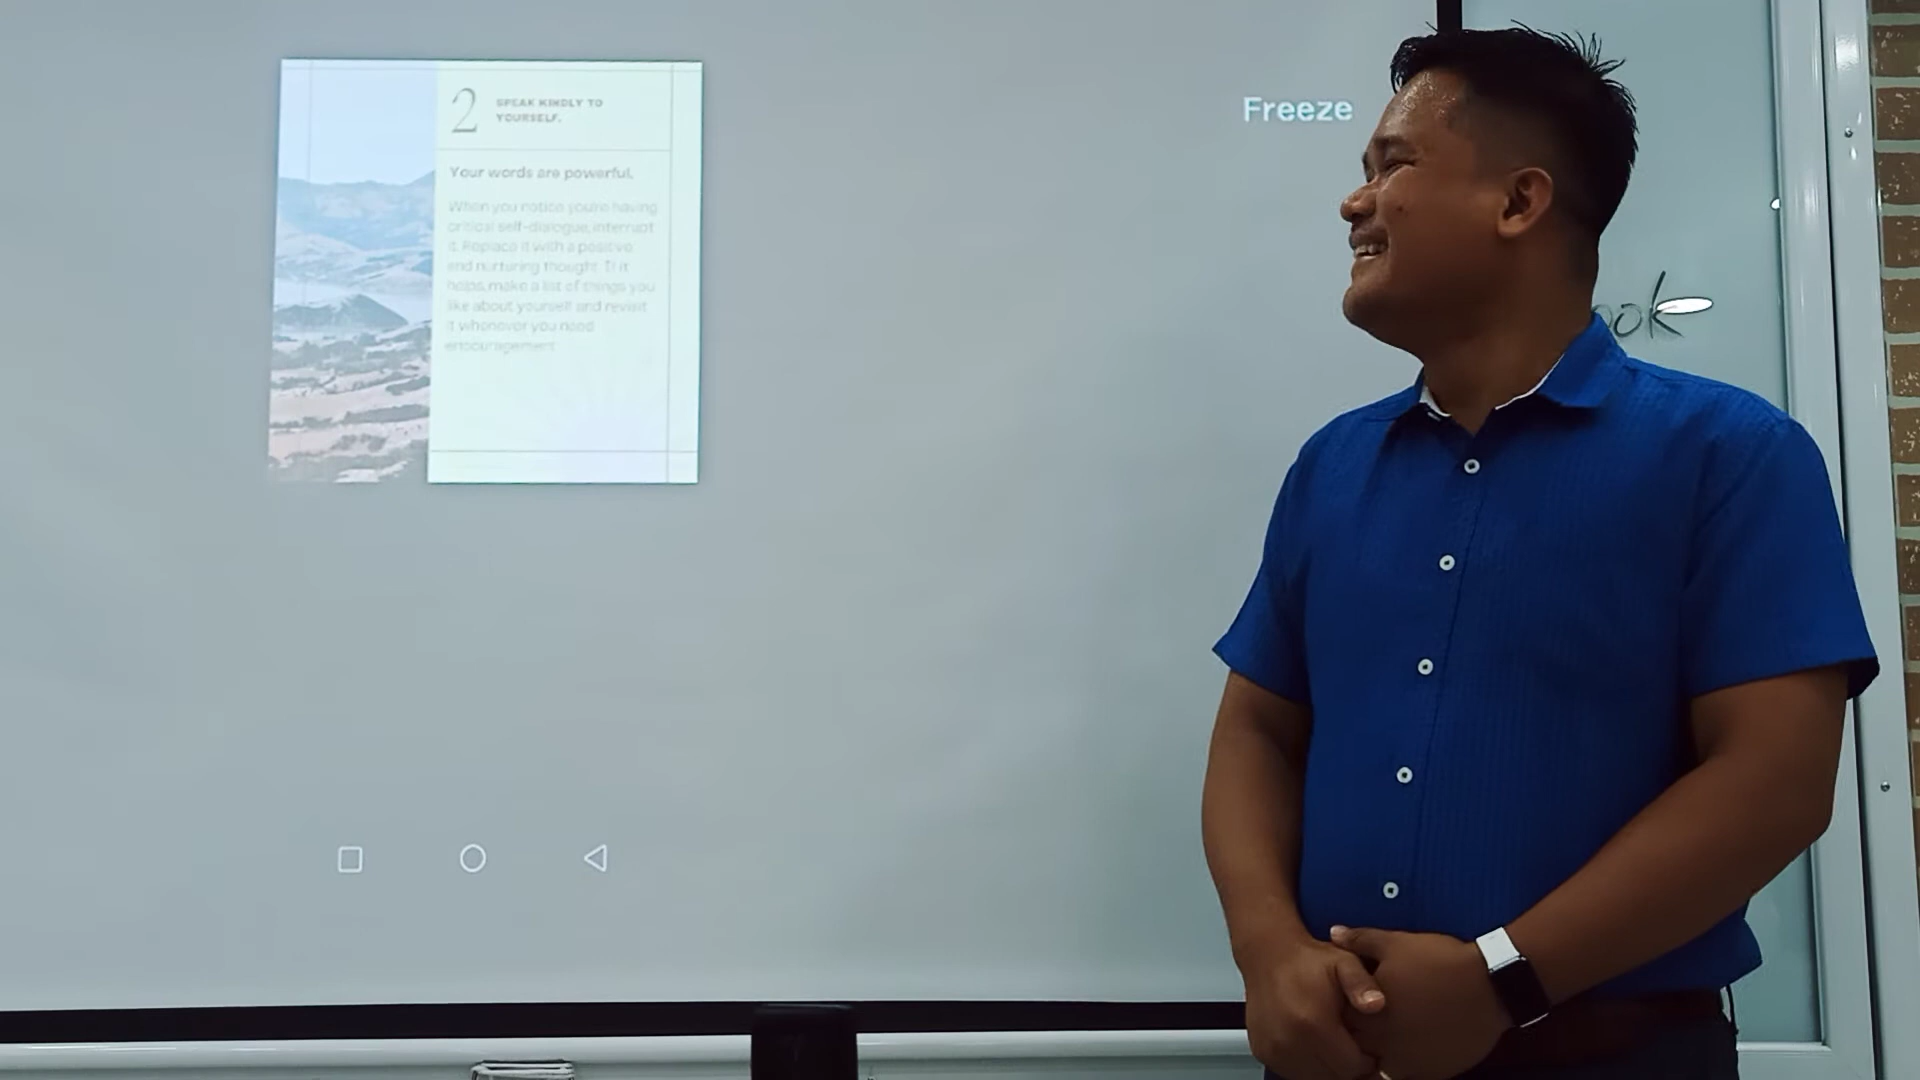 2
SPEAK KINDLY TO
YOURSELF.
Your words are powerful.
When you notice you're having
critical self-dialogue, interrupt
it. Replace it with a positive
and nurturing thought. If it
helps, make a list of things you
like about yourself and revisit
it whenever you need
encouragement.
Freeze
ook